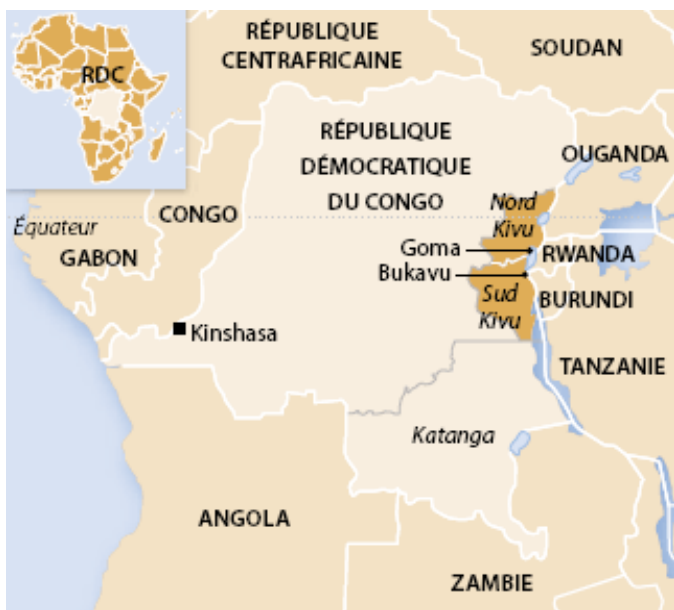 RDC
RÉPUBLIQUE
CENTRAFRICAINE
SOUDAN
RÉPUBLIQUE
DÉMOCRATIQUE
DU CONGO
OUGANDA
CONGO
Nord
Kivu
Équateur
GABON
Goma
RWANDA
Bukavu
Sud
Kivu
BURUNDI
Kinshasa
TANZANIE
Katanga
ANGOLA
ZAMBIE